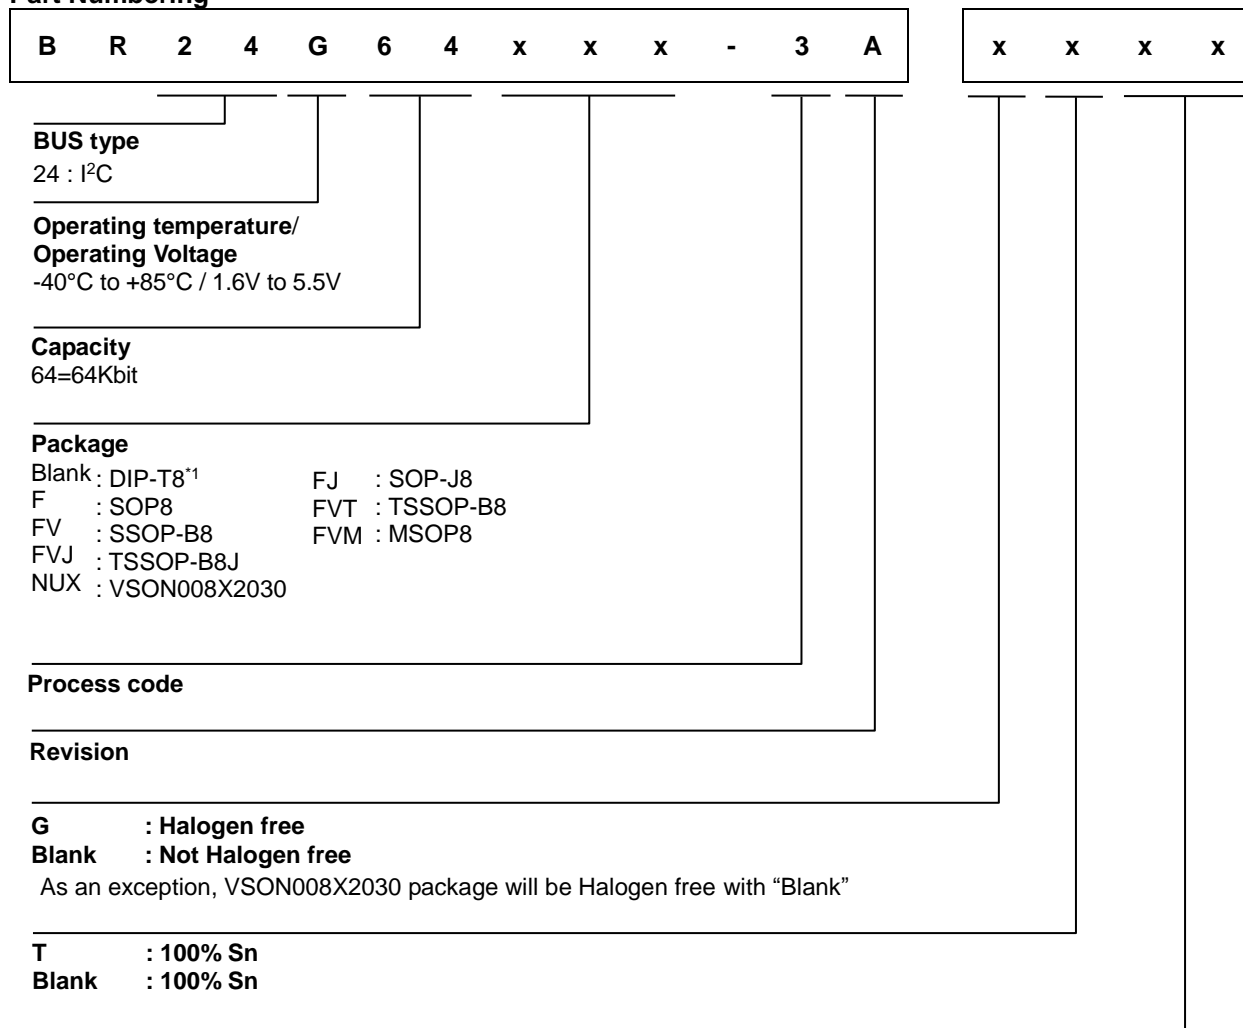 Part Numbering
B R 2 4 G 6 4 x x x - 3 A x x x x
BUS type
24 : I²C
Operating temperature/
Operating Voltage
-40°C to +85°C / 1.6V to 5.5V
Capacity
64=64Kbit
Package
Blank : DIP-T8*1
F : SOP8 FJ : SOP-J8
FV : SSOP-B8 FVT : TSSOP-B8
FVJ : TSSOP-B8J FVM : MSOP8
NUX : VSON008X2030
Process code
Revision
G : Halogen free
Blank : Not Halogen free
As an exception, VSON008X2030 package will be Halogen free with “Blank”
T : 100% Sn
Blank : 100% Sn